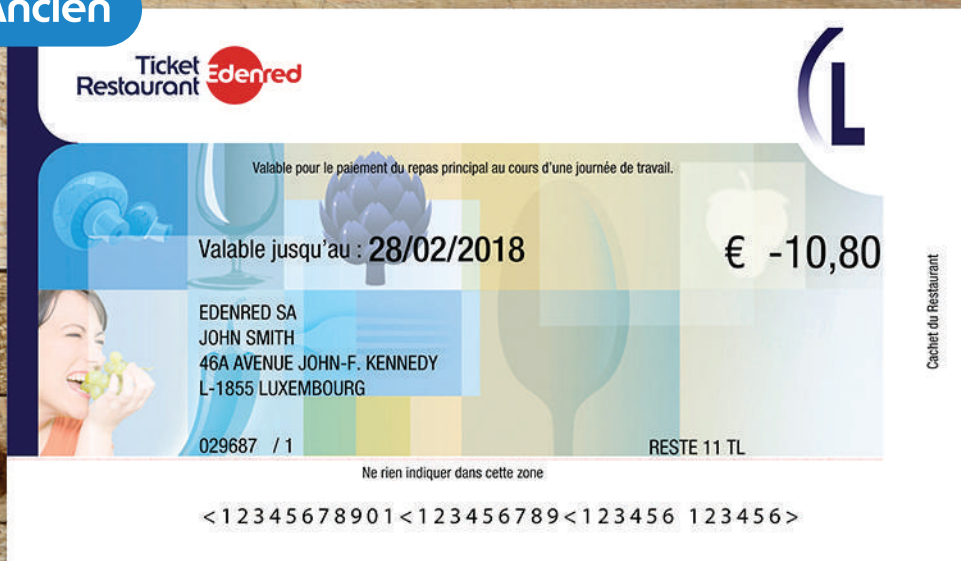 Ancien
Ticket
Restaurant Edenred
L
Valable pour le paiement du repas principal au cours d'une journée de travail.
Valable jusqu'au : 28/02/2018 € -10,80
EDENRED SA
JOHN SMITH
46A AVENUE JOHN-F. KENNEDY
L-1855 LUXEMBOURG
029687 / 1 RESTE 11 TL
Cachet du Restaurant
Ne rien indiquer dans cette zone
<12345678901<123456789<123456 123456>